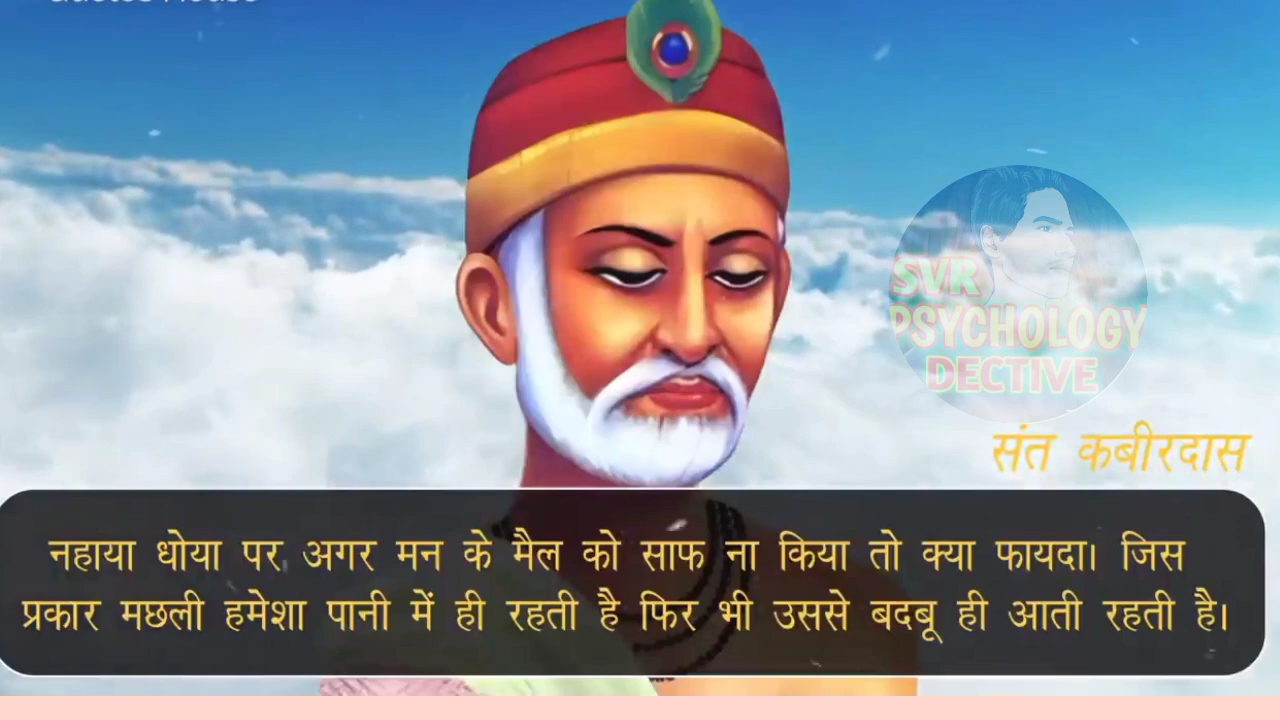 SVR
PSYCHOLOGY
DECTIVE
संत कबीरदास
नहाया धोया पर अगर मन के मैल को साफ ना किया तो क्या फायदा। जिस
प्रकार मछली हमेशा पानी में ही रहती है फिर भी उससे बदबू ही आती रहती है।